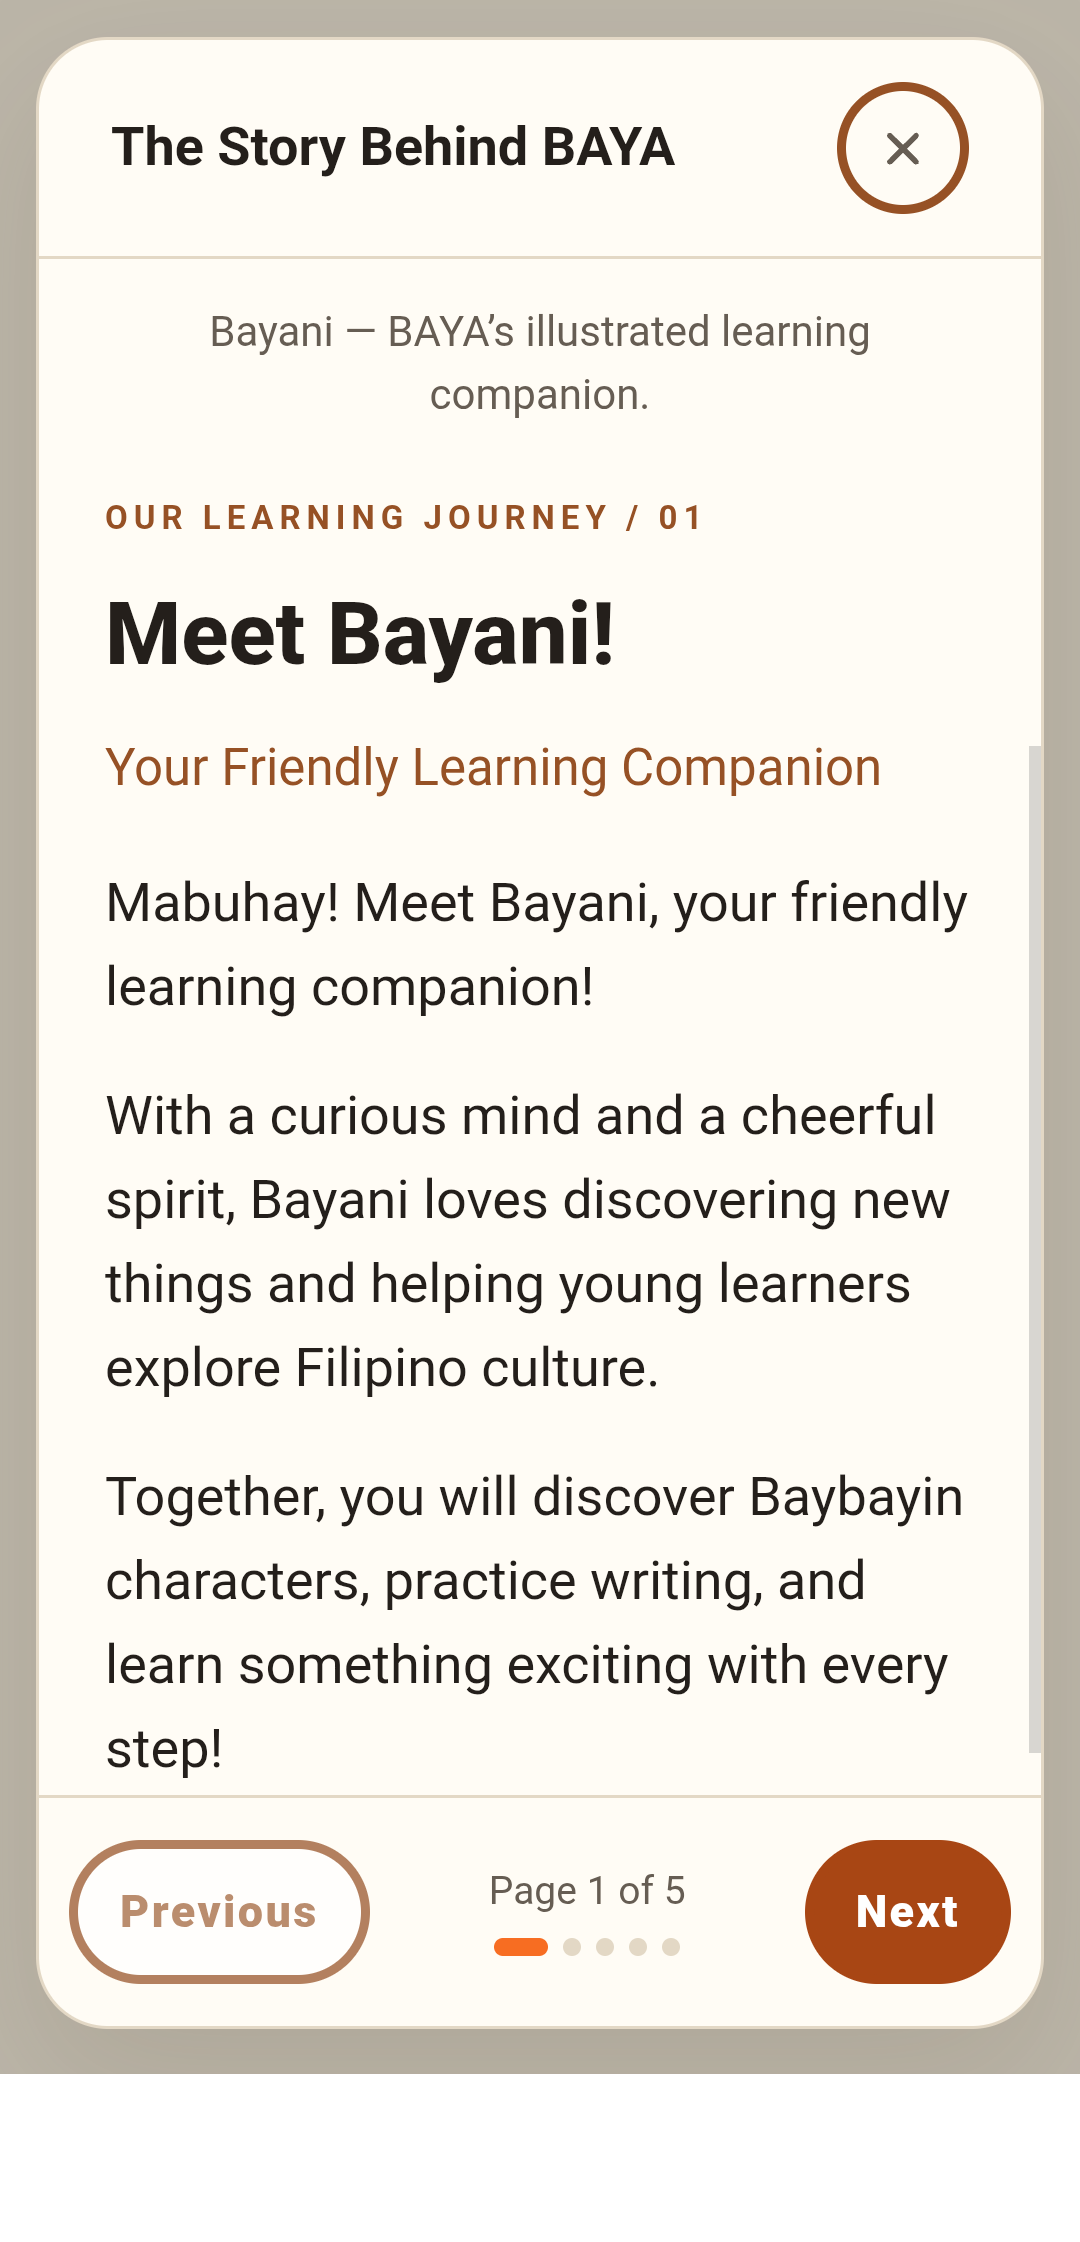 The Story Behind BAYA
Bayani — BAYA’s illustrated learning
companion.
OUR LEARNING JOURNEY / 01
Meet Bayani!
Your Friendly Learning Companion
Mabuhay! Meet Bayani, your friendly
learning companion!
With a curious mind and a cheerful
spirit, Bayani loves discovering new
things and helping young learners
explore Filipino culture.
Together, you will discover Baybayin
characters, practice writing, and
learn something exciting with every
step!
Previous
Page 1 of 5
Next